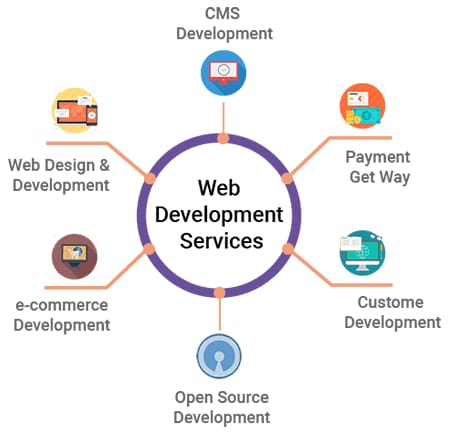 CMS
Development
Web Design &
Development
Payment
Get Way
Web
Development
Services
e-commerce
Development
Custome
Development
Open Source
Development